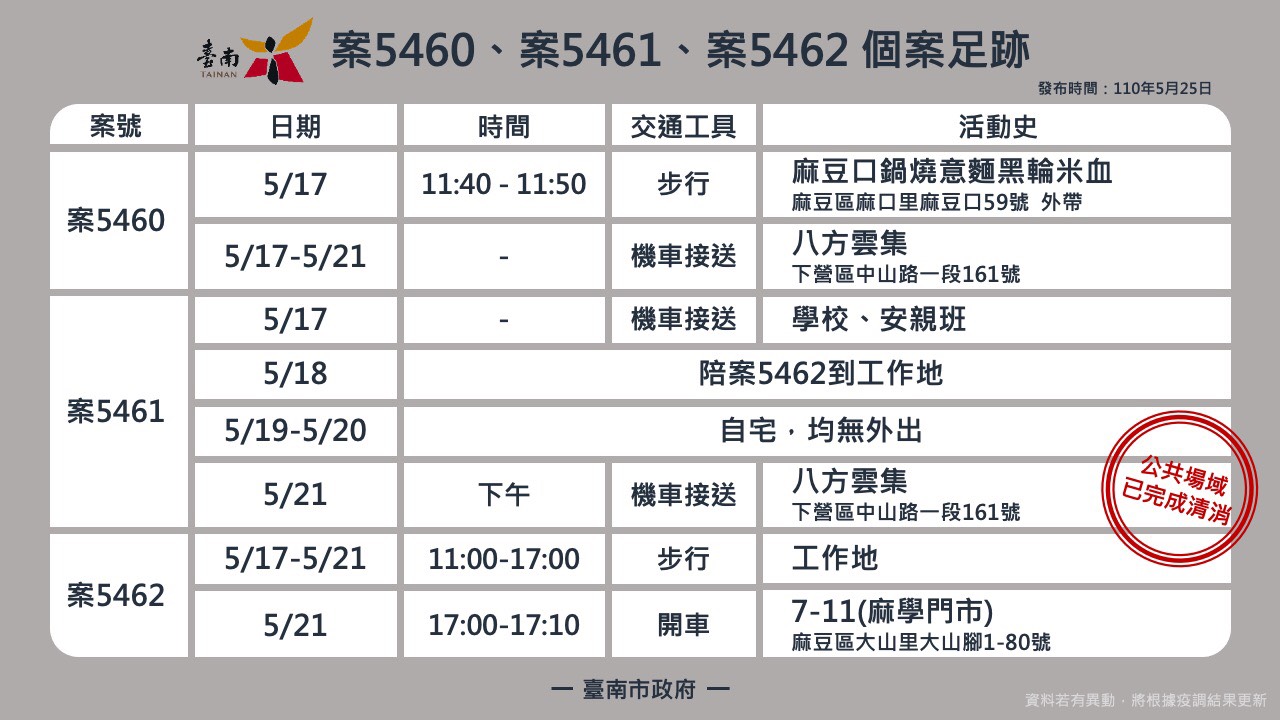 臺南
TAINAN
案5460、案5461、案5462 個案足跡
發布時間：110年5月25日
案號
日期
時間
交通工具
活動史
案5460
5/17
11:40 - 11:50
步行
麻豆口鍋燒意麵黑輪米血
麻豆區麻口里麻豆口59號 外帶
5/17-5/21
-
機車接送
八方雲集
下營區中山路一段161號
案5461
5/17
-
機車接送
學校、安親班
5/18
陪案5462到工作地
5/19-5/20
自宅，均無外出
5/21
下午
機車接送
八方雲集
下營區中山路一段161號
公共場域
已完成清消
案5462
5/17-5/21
11:00-17:00
步行
工作地
5/21
17:00-17:10
開車
7-11(麻學門市)
麻豆區大山里大山腳1-80號
— 臺南市政府 —
資料若有異動，將根據疫調結果更新